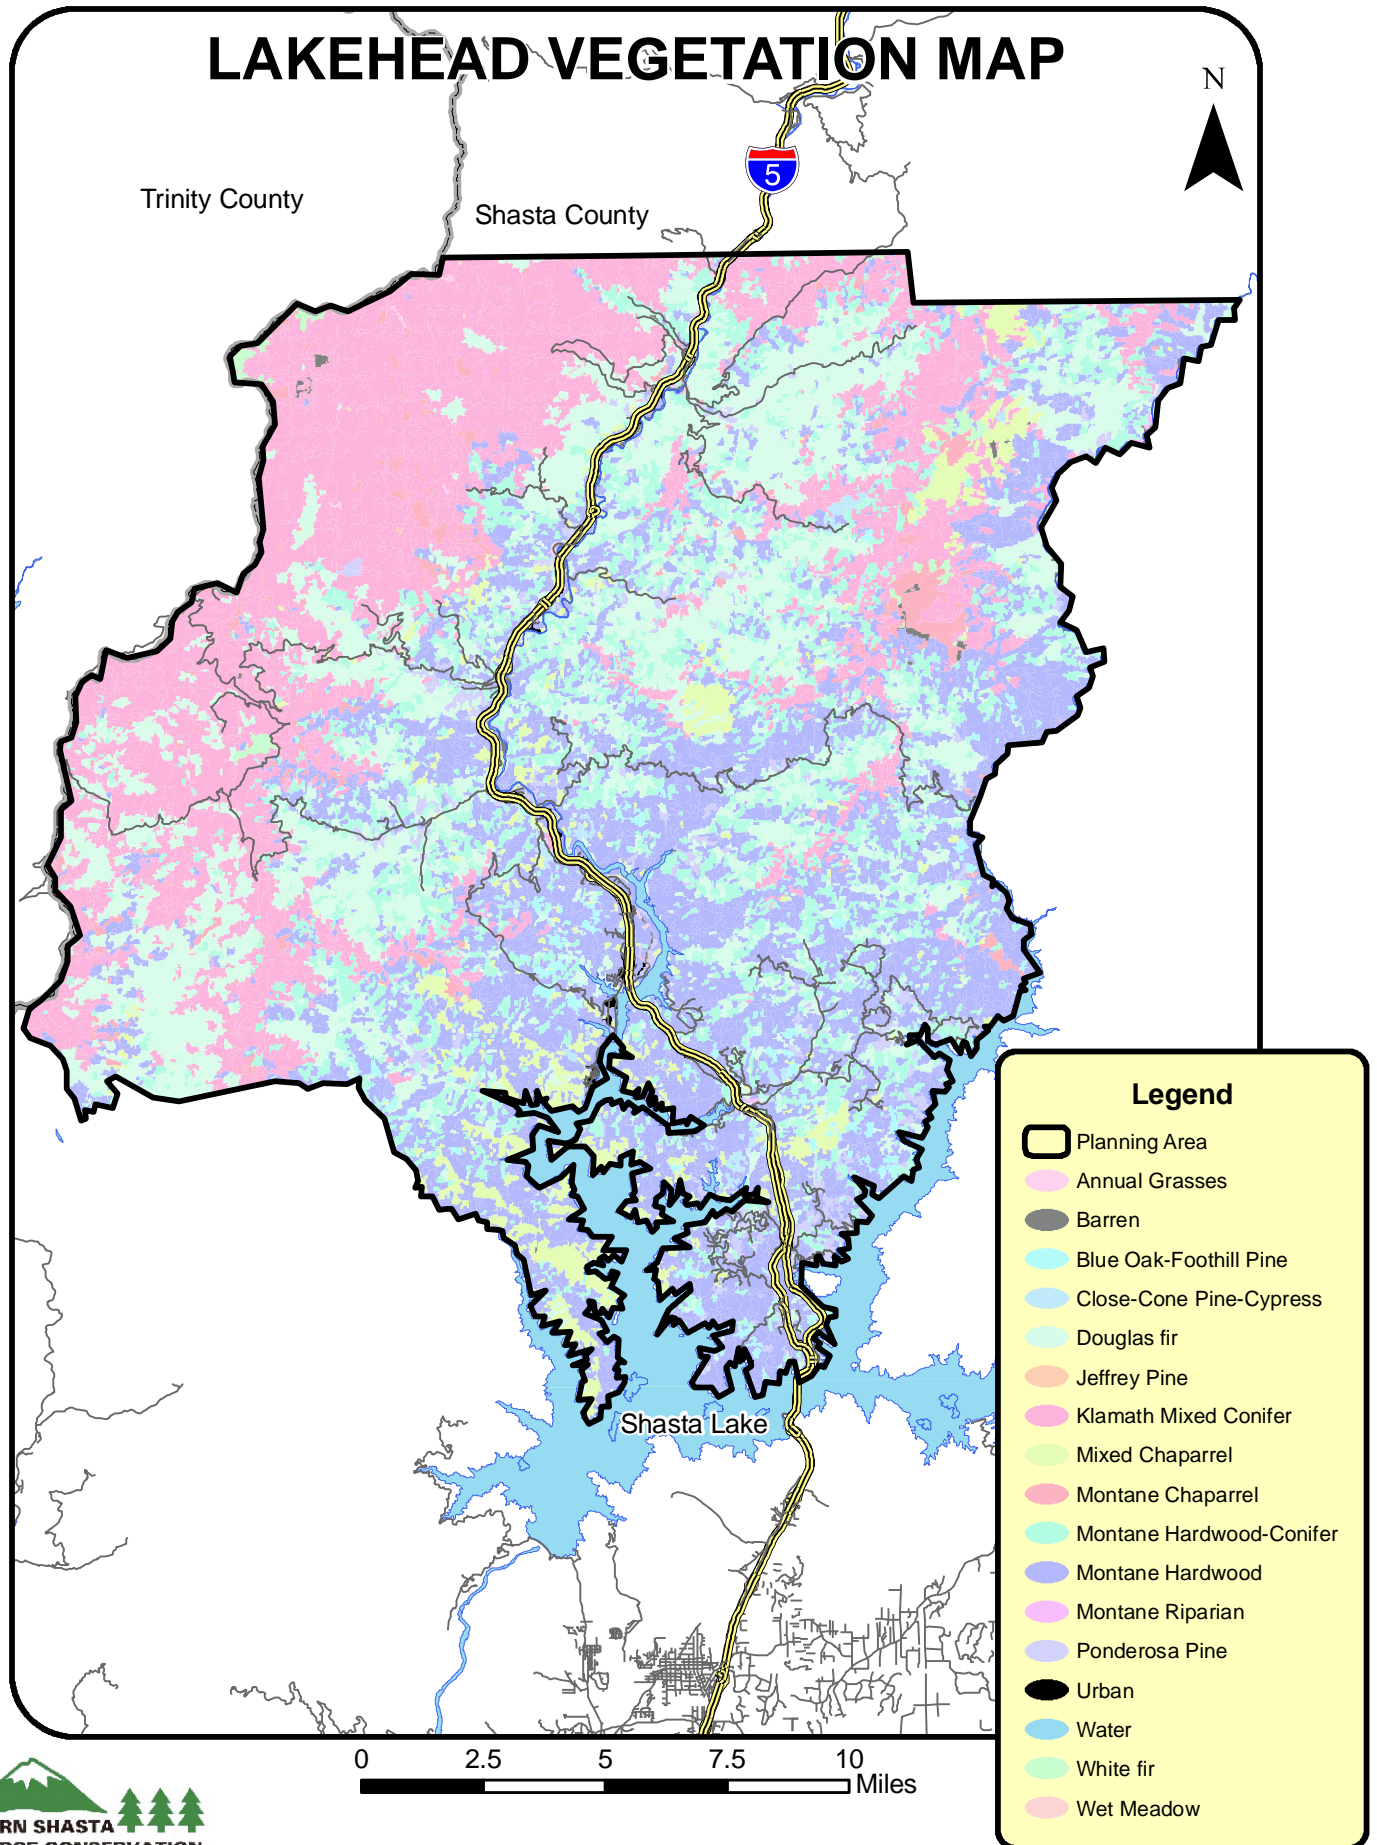 LAKEHEAD VEGETATION MAP
N
5
Trinity County
Shasta County
Shasta Lake
Legend
Planning Area
Annual Grasses
Barren
Blue Oak-Foothill Pine
Close-Cone Pine-Cypress
Douglas fir
Jeffrey Pine
Klamath Mixed Conifer
Mixed Chaparrel
Montane Chaparrel
Montane Hardwood-Conifer
Montane Hardwood
Montane Riparian
Ponderosa Pine
Urban
Water
White fir
Wet Meadow
0 2.5 5 7.5 10
Miles
RN SHASTA